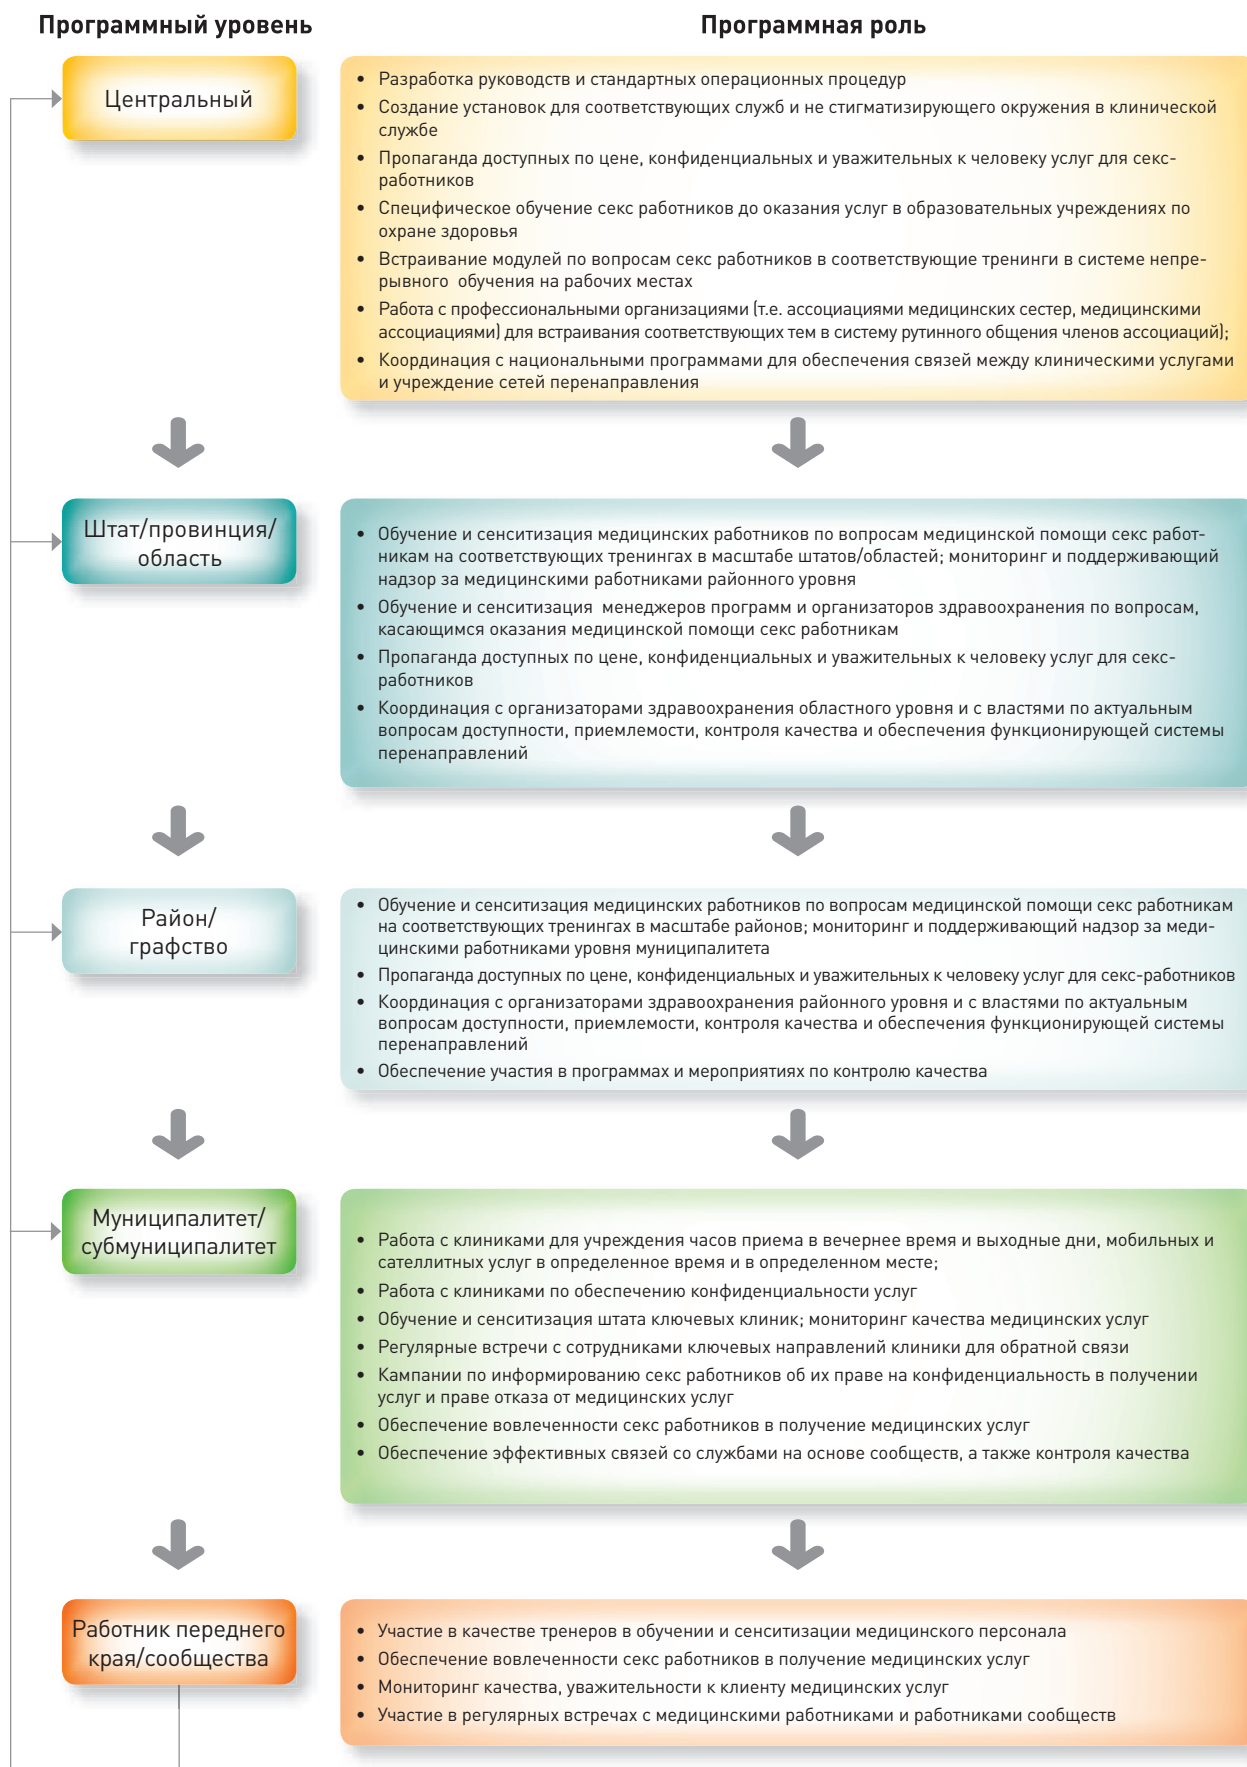 Программный уровень
Программная роль
Центральный
• Разработка руководств и стандартных операционных процедур
• Создание установок для соответствующих служб и не стигматизирующего окружения в клинической
службе
• Пропаганда доступных по цене, конфиденциальных и уважительных к человеку услуг для секс-
работников
• Специфическое обучение секс работников до оказания услуг в образовательных учреждениях по
охране здоровья
• Встраивание модулей по вопросам секс работников в соответствующие тренинги в системе непре-
рывного обучения на рабочих местах
• Работа с профессиональными организациями (т.е. ассоциациями медицинских сестер, медицинскими
ассоциациями) для встраивания соответствующих тем в систему рутинного общения членов ассоциаций);
• Координация с национальными программами для обеспечения связей между клиническими услугами
и учреждение сетей перенаправления
Штат/провинция/
область
• Обучение и сенситизация медицинских работников по вопросам медицинской помощи секс работ-
никам на соответствующих тренингах в масштабе штатов/областей; мониторинг и поддерживающий
надзор за медицинскими работниками районного уровня
• Обучение и сенситизация менеджеров программ и организаторов здравоохранения по вопросам,
касающимся оказания медицинской помощи секс работникам
• Пропаганда доступных по цене, конфиденциальных и уважительных к человеку услуг для секс-
работников
• Координация с организаторами здравоохранения областного уровня и с властями по актуальным
вопросам доступности, приемлемости, контроля качества и обеспечения функционирующей системы
перенаправлений
Район/
графство
• Обучение и сенситизация медицинских работников по вопросам медицинской помощи секс работникам
на соответствующих тренингах в масштабе районов; мониторинг и поддерживающий надзор за меди-
цинскими работниками уровня муниципалитета
• Пропаганда доступных по цене, конфиденциальных и уважительных к человеку услуг для секс-работников
• Координация с организаторами здравоохранения районного уровня и с властями по актуальным
вопросам доступности, приемлемости, контроля качества и обеспечения функционирующей системы
перенаправлений
• Обеспечение участия в программах и мероприятиях по контролю качества
Муниципалитет/
субмуниципалитет
• Работа с клиниками для учреждения часов приема в вечернее время и выходные дни, мобильных и
сателлитных услуг в определенное время и в определенном месте;
• Работа с клиниками по обеспечению конфиденциальности услуг
• Обучение и сенситизация штата ключевых клиник; мониторинг качества медицинских услуг
• Регулярные встречи с сотрудниками ключевых направлений клиники для обратной связи
• Кампании по информированию секс работников об их праве на конфиденциальность в получении
услуг и праве отказа от медицинских услуг
• Обеспечение вовлеченности секс работников в получение медицинских услуг
• Обеспечение эффективных связей со службами на основе сообществ, а также контроля качества
Работник переднего
края/сообщества
• Участие в качестве тренеров в обучении и сенситизации медицинского персонала
• Обеспечение вовлеченности секс работников в получение медицинских услуг
• Мониторинг качества, уважительности к клиенту медицинских услуг
• Участие в регулярных встречах с медицинскими работниками и работниками сообществ